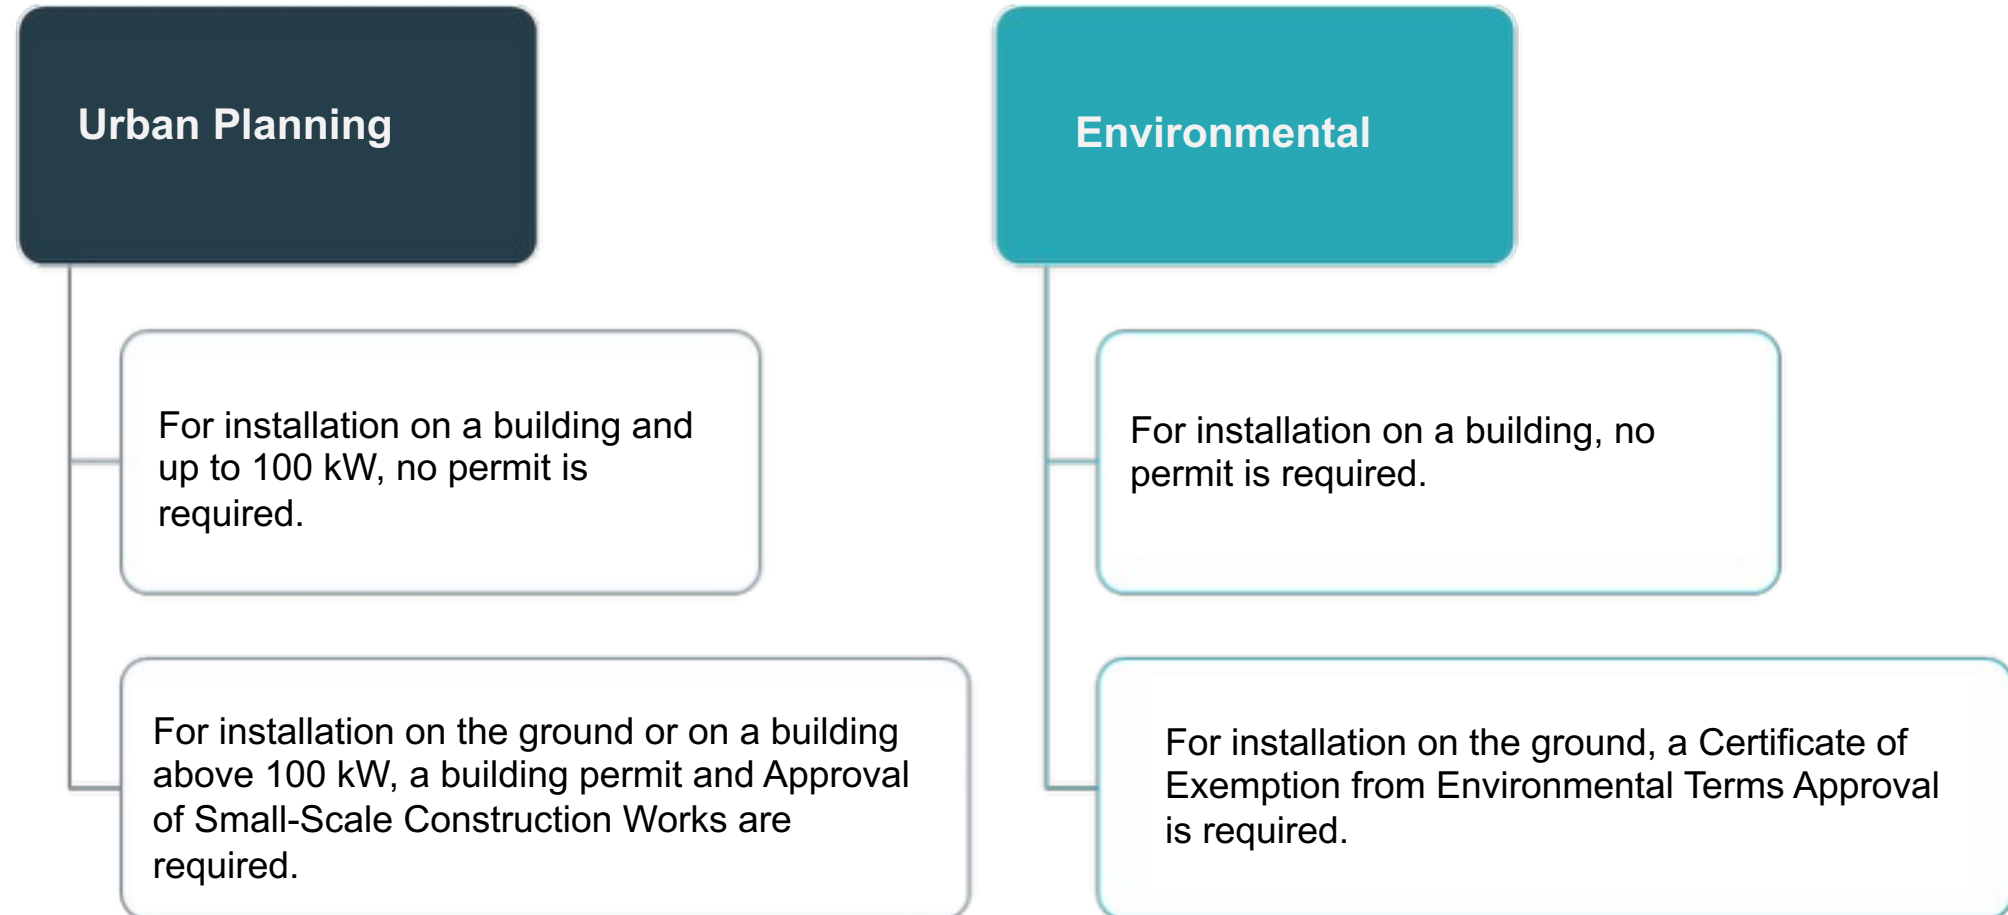 Urban Planning
Environmental
For installation on a building and
up to 100 kW, no permit is
required.
For installation on a building, no
permit is required.
For installation on the ground or on a building
above 100 kW, a building permit and Approval
of Small-Scale Construction Works are
required.
For installation on the ground, a Certificate of
Exemption from Environmental Terms Approval
is required.